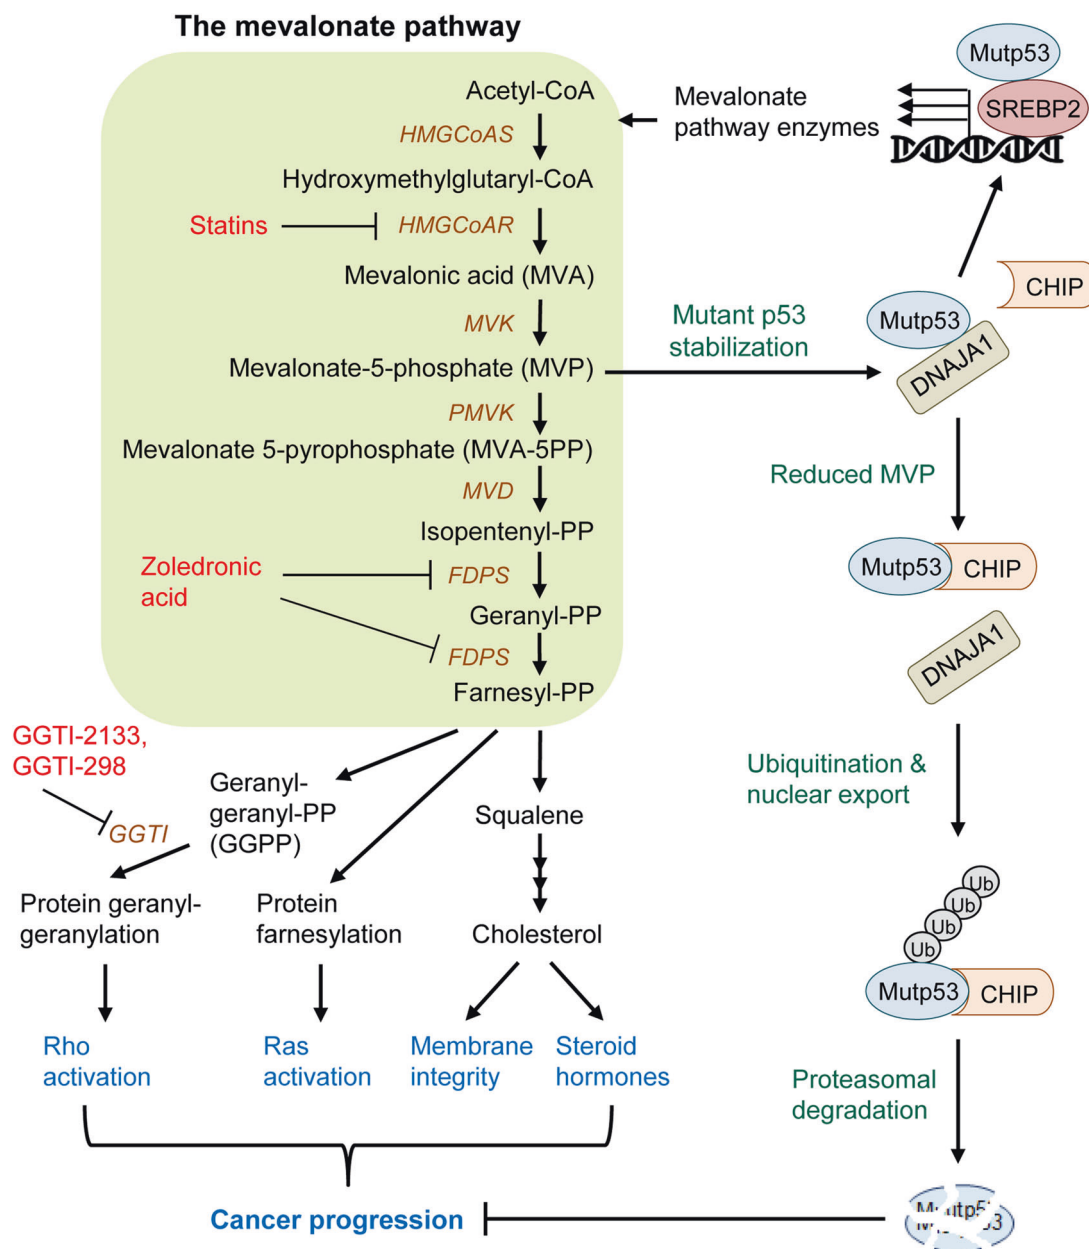 The mevalonate pathway
Acetyl-CoA
HMGCoAS
Hydroxymethylglutaryl-CoA
Statins
HMGCoAR
Mevalonic acid (MVA)
MVK
Mevalonate-5-phosphate (MVP)
PMVK
Mevalonate 5-pyrophosphate (MVA-5PP)
MVD
Isopentenyl-PP
Zoledronic
acid
FDPS
Geranyl-PP
FDPS
Farnesyl-PP
GGTI-2133,
GGTI-298
GGTI
Geranyl-
geranyl-PP
(GGPP)
Squalene
Protein geranyl-
geranylation
Protein
farnesylation
Cholesterol
Rho
activation
Ras
activation
Membrane
integrity
Steroid
hormones
Cancer progression
Mevalonate
pathway enzymes
Mutp53
SREBP2
Mutant p53
stabilization
Mutp53
DNAJA1
CHIP
Reduced MVP
Mutp53
CHIP
DNAJA1
Ubiquitination &
nuclear export
Ub
Ub
Ub
Ub
Mutp53
CHIP
Proteasomal
degradation